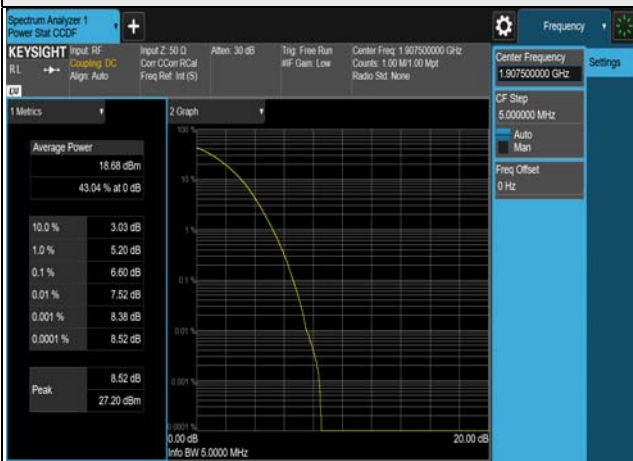 Spectrum Analyzer 1
Power Stat CCDF
Frequency
KEYSIGHT
RL
Input: RF
Coupling: DC
Align: Auto
Input Z: 50 Ω
Corr CCorr RCal
Freq Ref: Int (S)
Atten: 30 dB
Trig: Free Run
#IF Gain: Low
Center Freq: 1.907500000 GHz
Counts: 1.00 M/1.00 Mpt
Radio Std: None
LXI
Center Frequency
1.907500000 GHz
Settings
CF Step
5.000000 MHz
Auto
Man
Freq Offset
0 Hz
1 Metrics
Average Power
18.68 dBm
43.04 % at 0 dB
10.0 % 3.03 dB
1.0 % 5.20 dB
0.1 % 6.60 dB
0.01 % 7.52 dB
0.001 % 8.38 dB
0.0001 % 8.52 dB
Peak
8.52 dB
27.20 dBm
2 Graph
100 %
10 %
1 %
0.1 %
0.01 %
0.001 %
0.0001 %
0.00 dB
20.00 dB
Info BW 5.0000 MHz